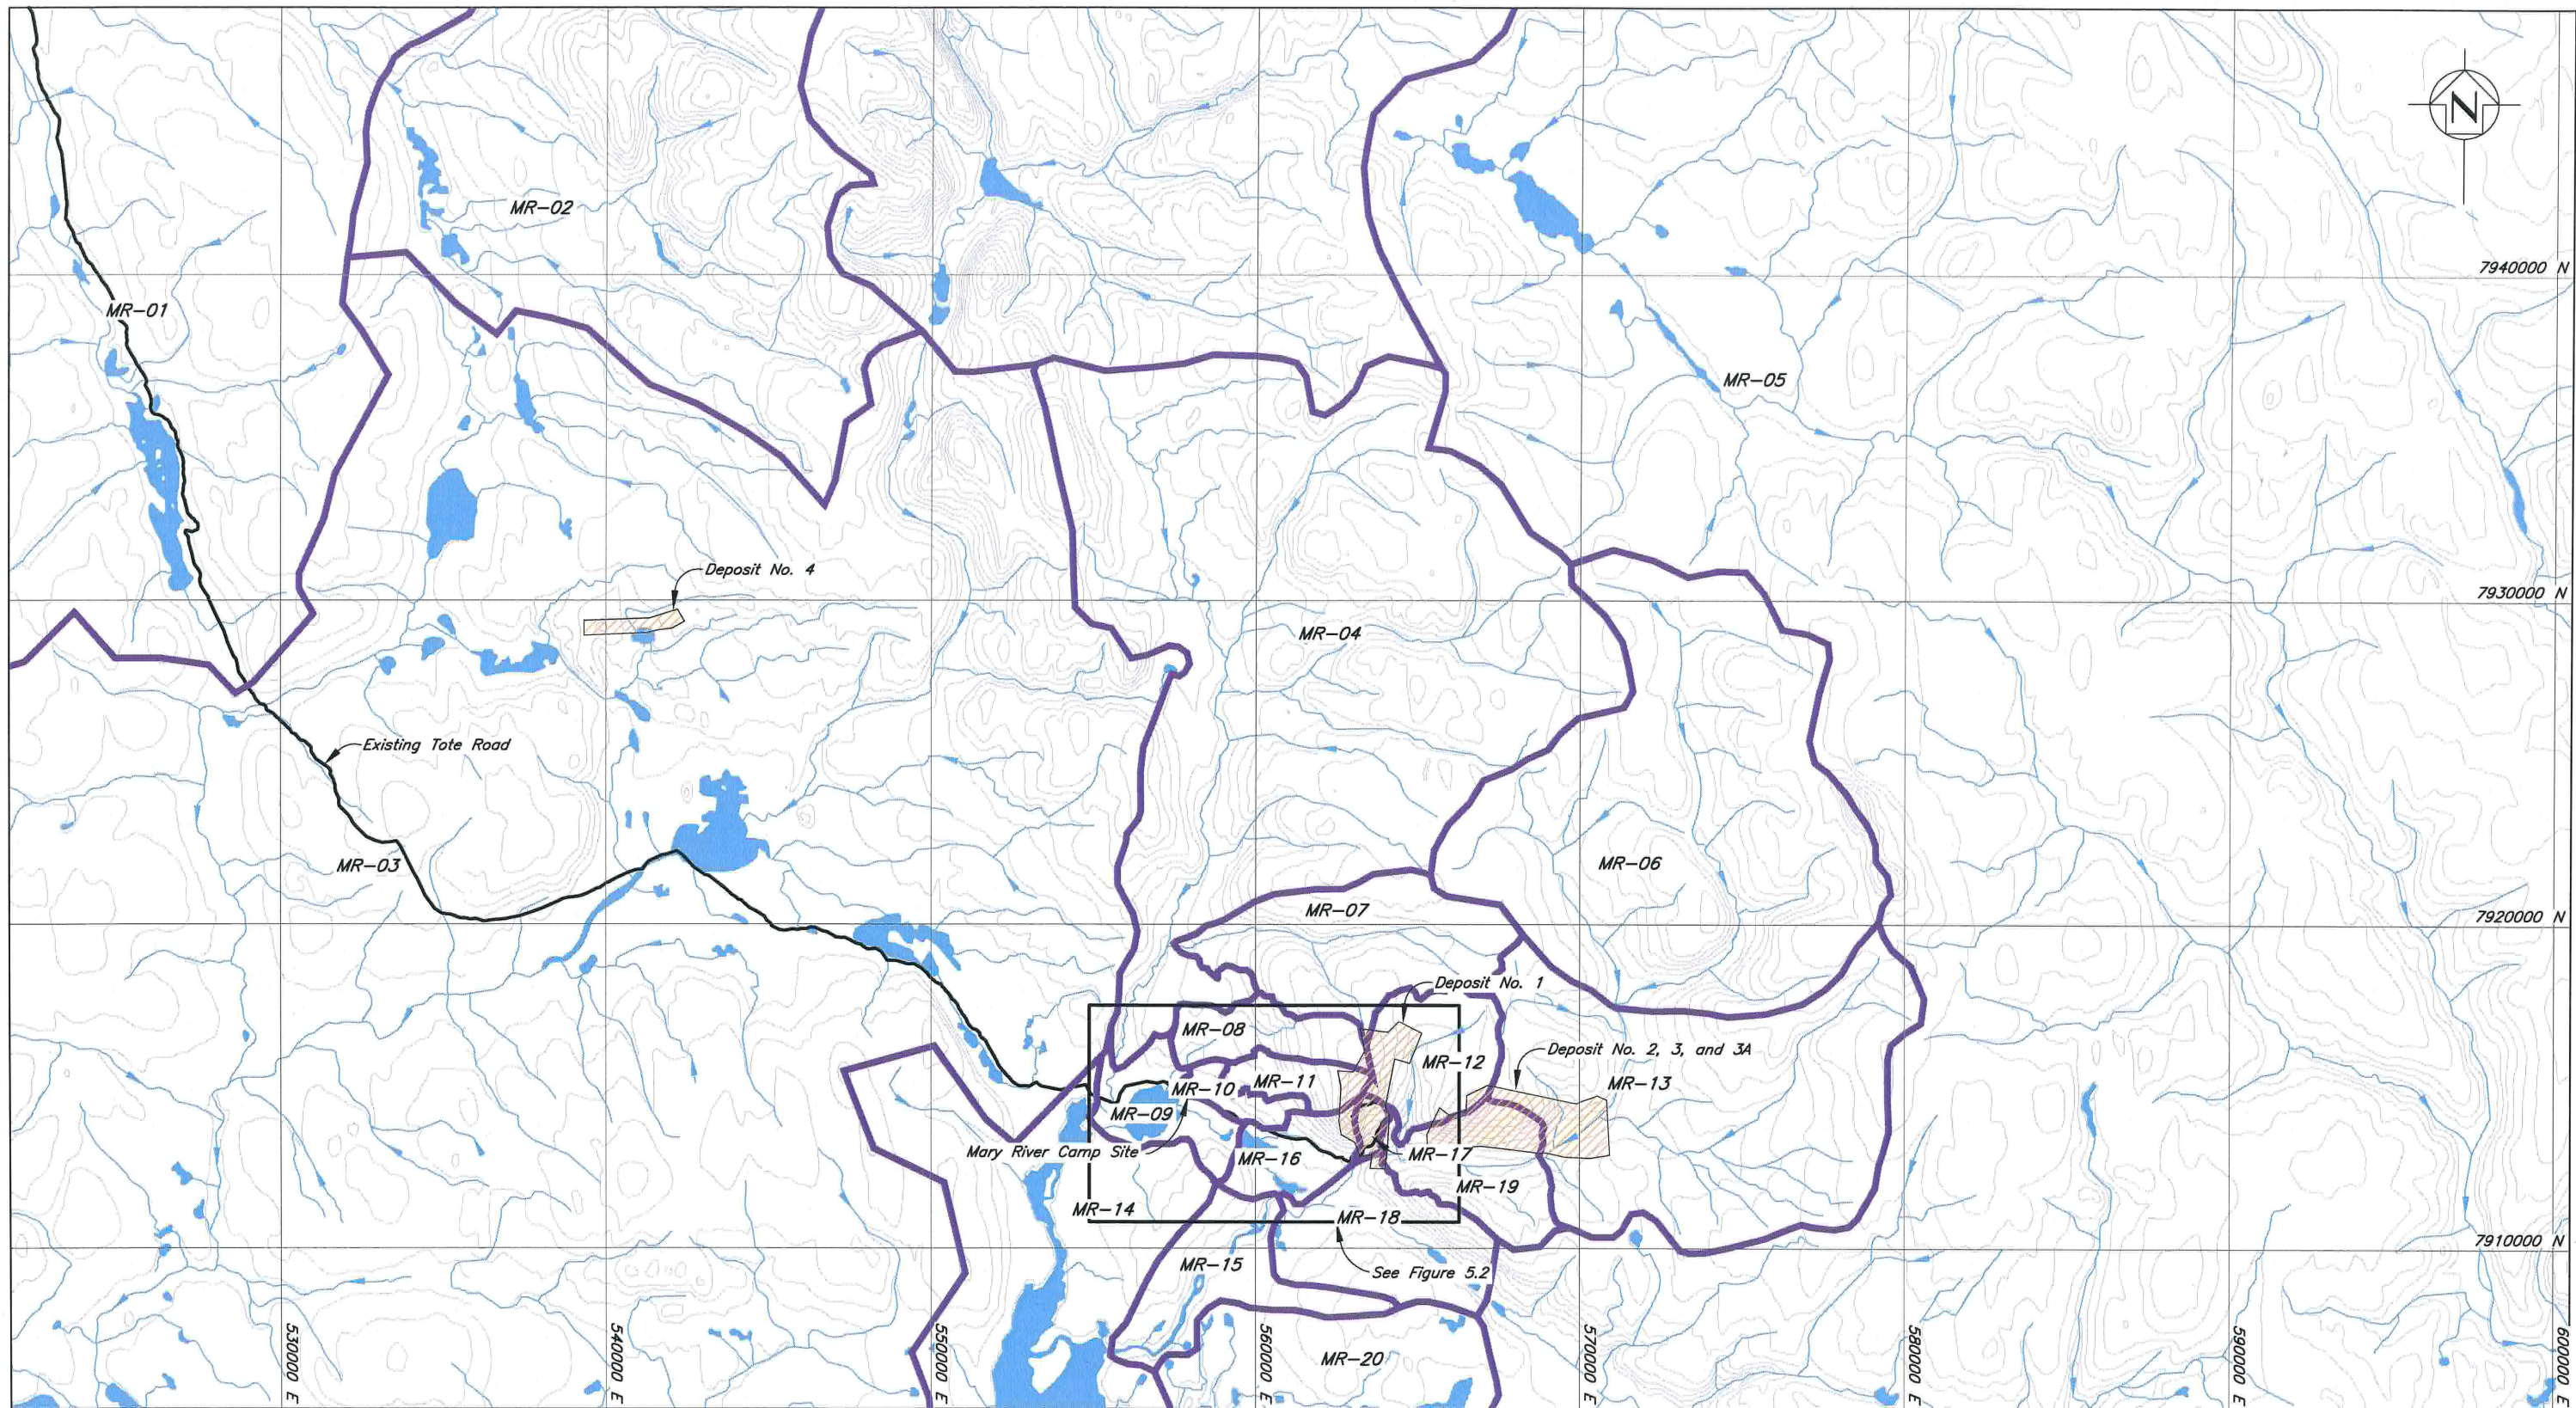 N
MR-02
7940000 N
MR-01
MR-05
Deposit No. 4
7930000 N
MR-04
Existing Tote Road
MR-03
MR-06
MR-07
7920000 N
Deposit No. 1
MR-08
Deposit No. 2, 3, and 3A
MR-12
MR-10
MR-11
MR-13
MR-09
Mary River Camp Site
MR-16
MR-17
MR-19
MR-14
MR-18
7910000 N
MR-15
See Figure 5.2
MR-20
530000 E
540000 E
550000 E
560000 E
570000 E
580000 E
590000 E
600000 E